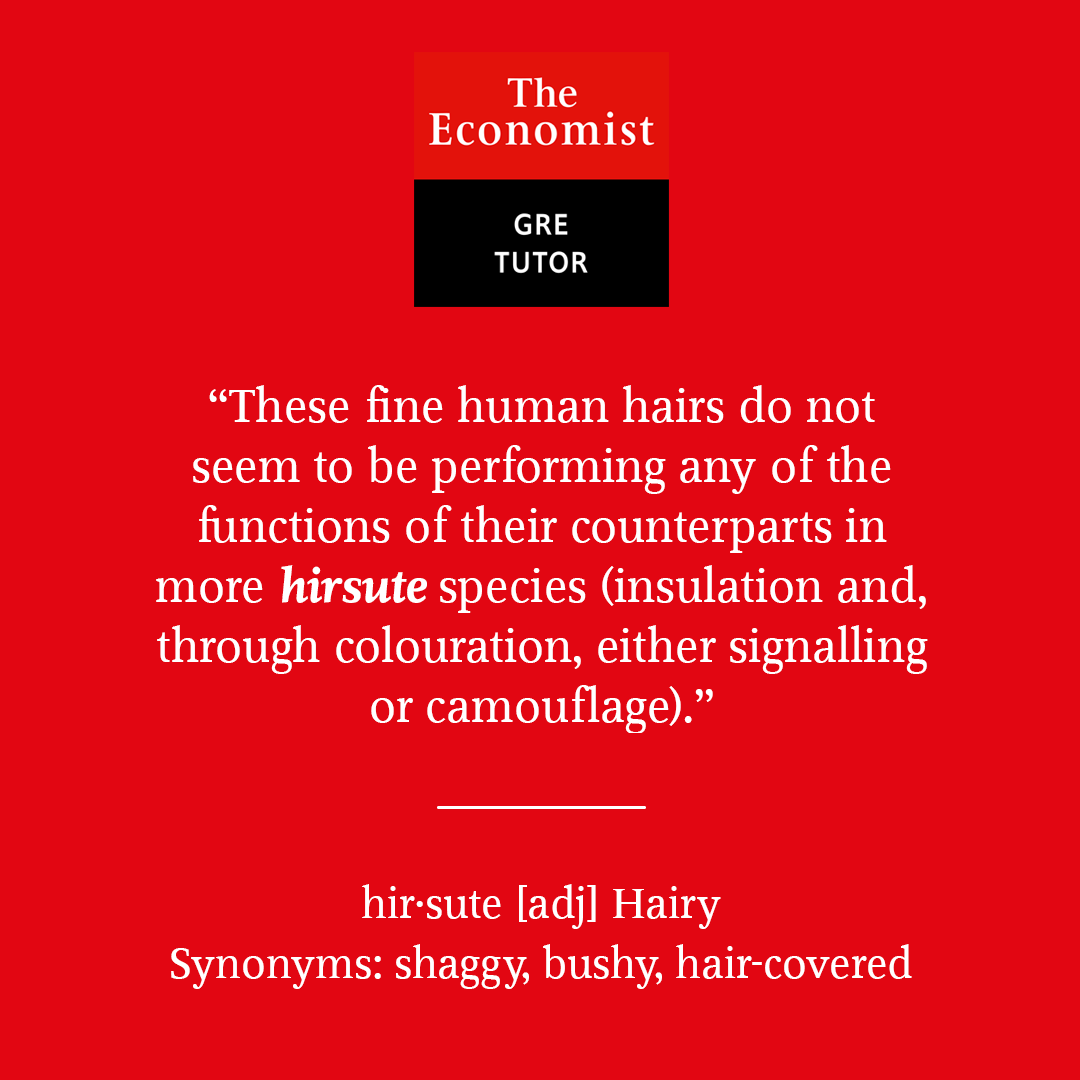 The
Economist
GRE
TUTOR
“These fine human hairs do not
seem to be performing any of the
functions of their counterparts in
more hirsute species (insulation and,
through colouration, either signalling
or camouflage).”
hir·sute [adj] Hairy
Synonyms: shaggy, bushy, hair-covered